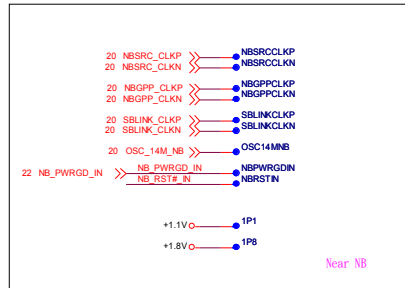 20 NBSRC_CLKP NBSRCCLKP
20 NBSRC_CLKN NBSRCCLKN
20 NBGPP_CLKP NBGPPCLKP
20 NBGPP_CLKN NBGPPCLKN
20 SBLINK_CLKP SBLINKCLKP
20 SBLINK_CLKN SBLINKCLKN
20 OSC_14M_NB OSC14MNB
22 NB_PWRGD_IN NB_PWRGD_IN NBPWRGDIN
NB_RST#_IN NBRSTIN
+1.1V 1P1
+1.8V 1P8
Near NB